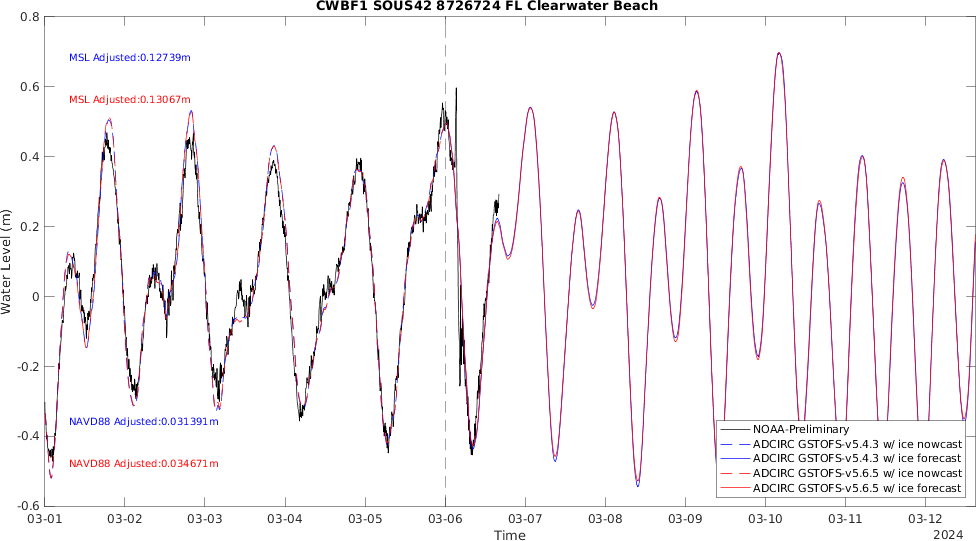 CWBF1 SOUS42 8726724 FL Clearwater Beach
0.8
0.6
0.4
0.2
0
-0.2
-0.4
-0.6
Water Level (m)
MSL Adjusted:0.12739m
MSL Adjusted:0.13067m
NAVD88 Adjusted:0.031391m
NAVD88 Adjusted:0.034671m
NOAA-Preliminary
ADCIRC GSTOFS-v5.4.3 w/ ice nowcast
ADCIRC GSTOFS-v5.4.3 w/ ice forecast
ADCIRC GSTOFS-v5.6.5 w/ ice nowcast
ADCIRC GSTOFS-v5.6.5 w/ ice forecast
03-01 03-02 03-03 03-04 03-05 03-06 03-07 03-08 03-09 03-10 03-11 03-12
Time
2024